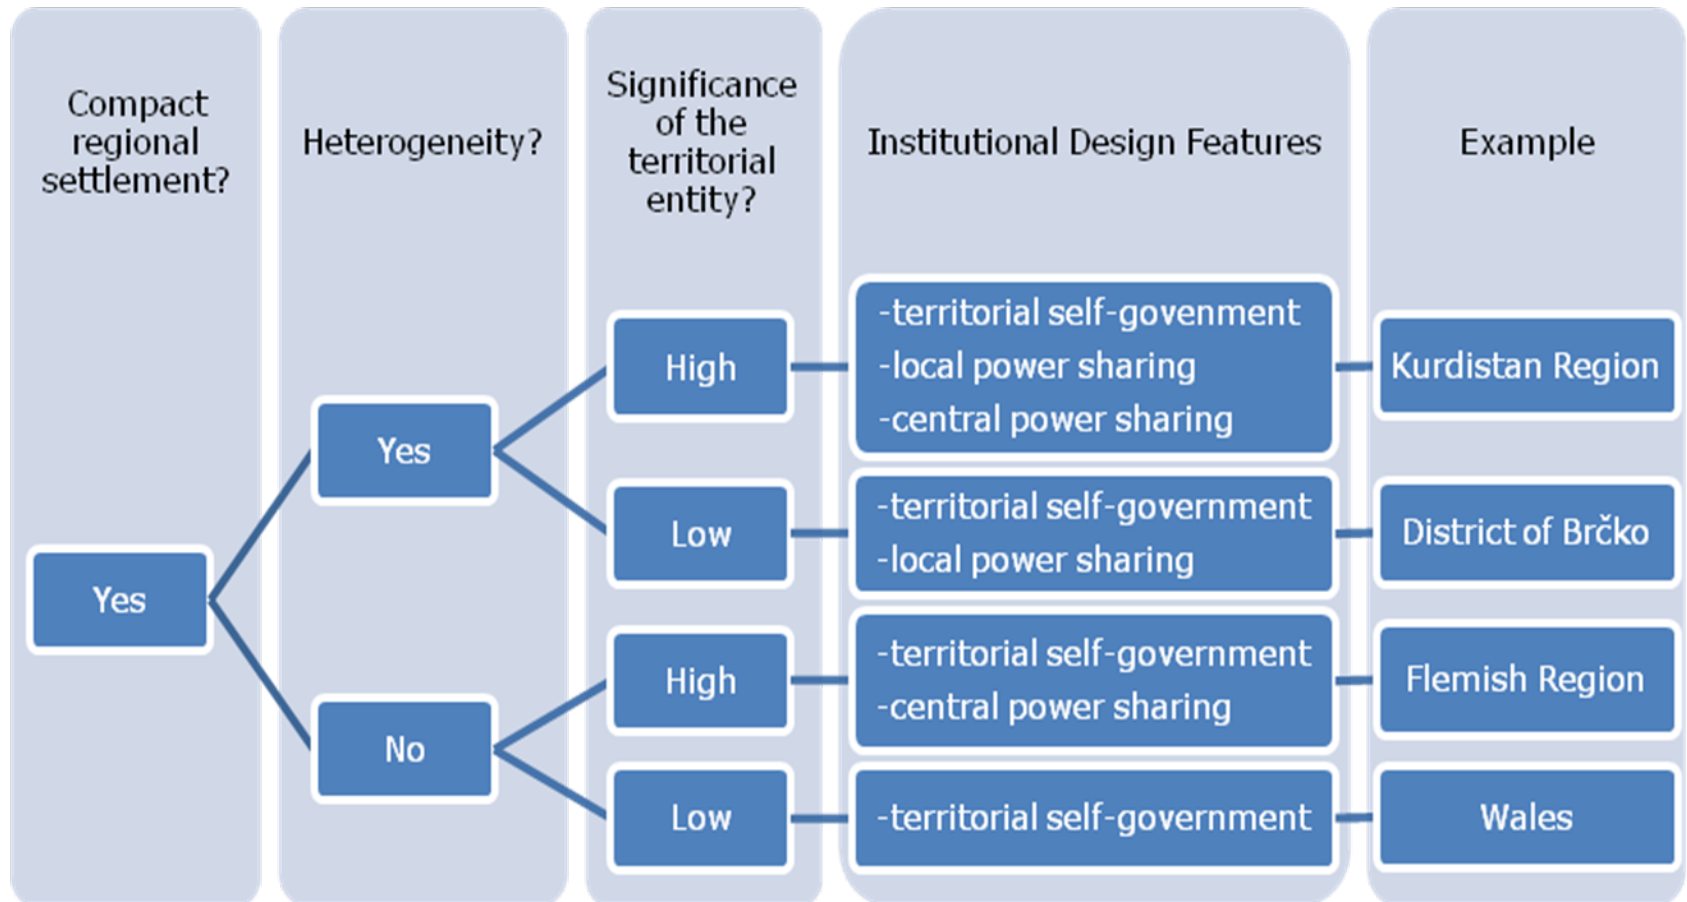 Compact
regional
settlement?
Heterogeneity?
Significance
of the
territorial
entity?
Institutional Design Features
Example
Yes
Yes
No
High
Low
High
Low
-territorial self-govenment
-local power sharing
-central power sharing
-territorial self-government
-local power sharing
-territorial self-government
-central power sharing
-territorial self-government
Kurdistan Region
District of Brčko
Flemish Region
Wales